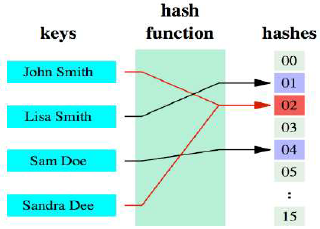 keys
hash
function
hashes
John Smith
Lisa Smith
Sam Doe
Sandra Dee
00
01
02
03
04
05
:
15